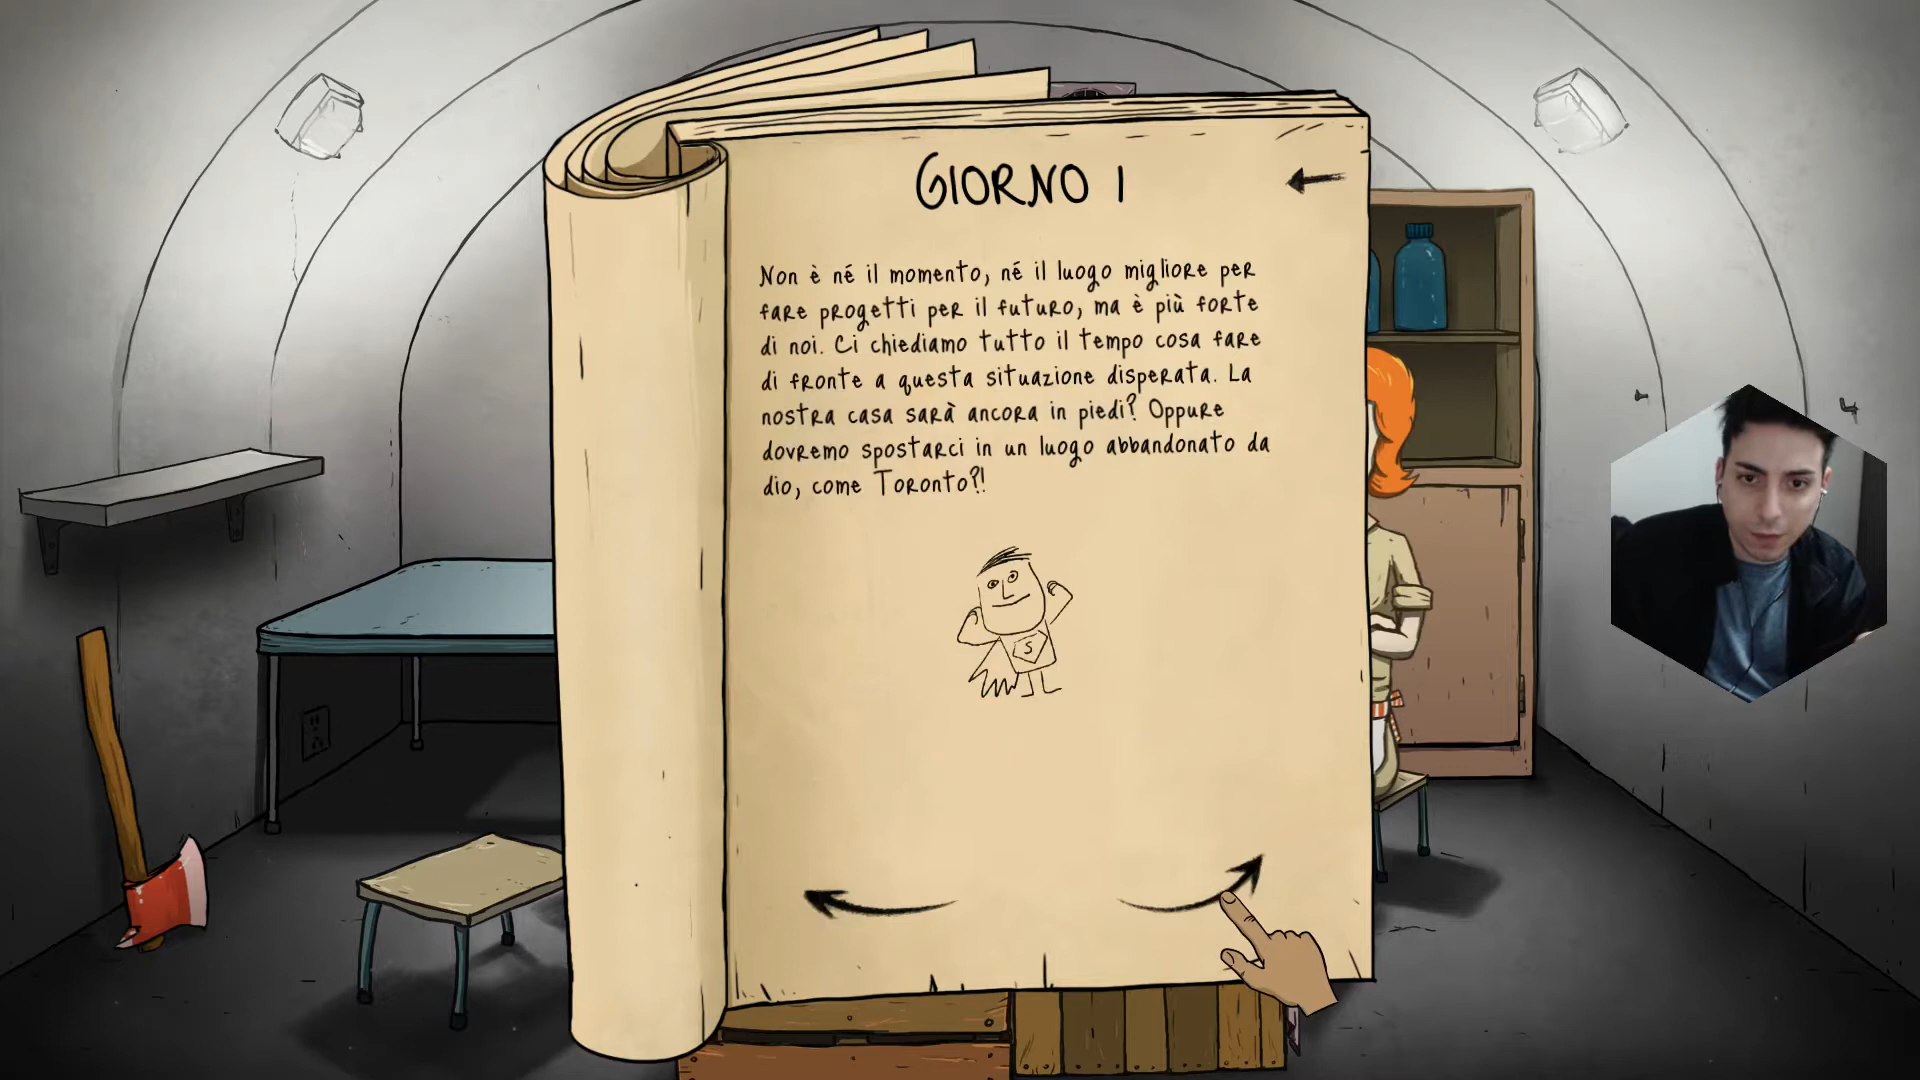 GIORNO 1
Non è né il momento, né il luogo migliore per
fare progetti per il futuro, ma è più forte
di noi. Ci chiediamo tutto il tempo cosa fare
di fronte a questa situazione disperata. La
nostra casa sarà ancora in piedi? Oppure
dovremo spostarci in un luogo abbandonato da
dio, come Toronto?!
S